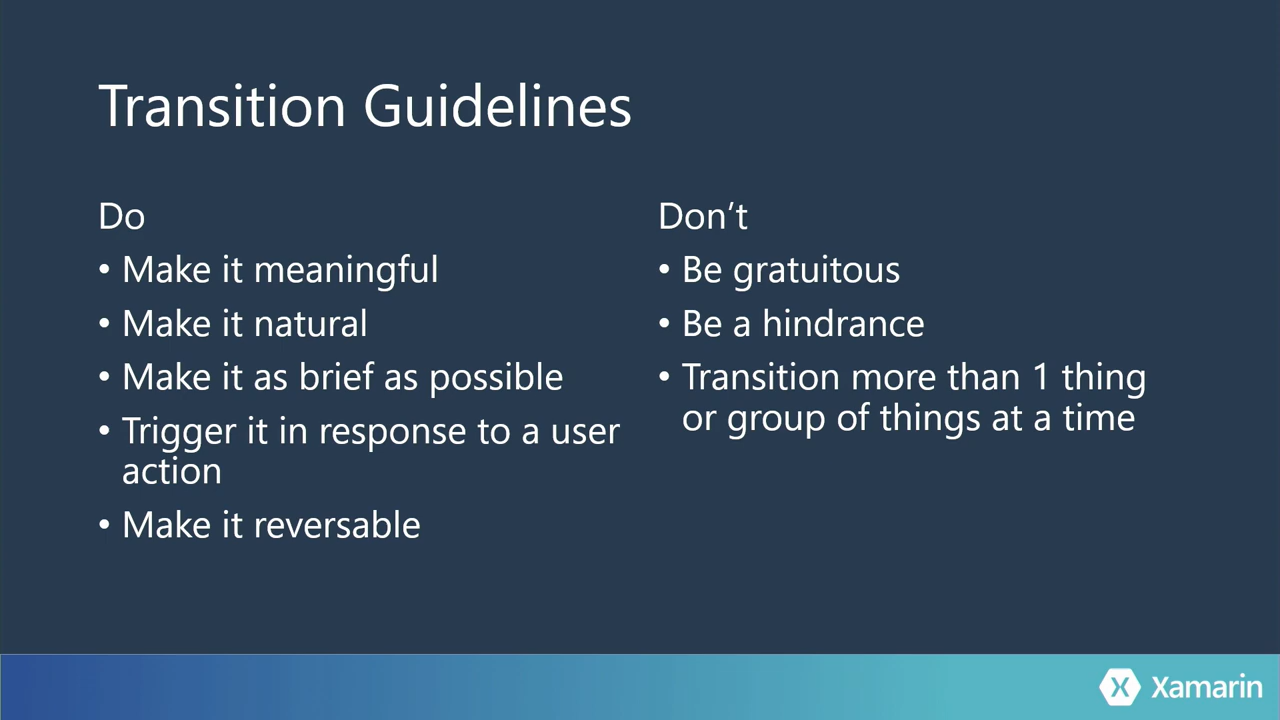 Transition Guidelines
Do
• Make it meaningful
• Make it natural
• Make it as brief as possible
• Trigger it in response to a user
action
• Make it reversable
Don’t
• Be gratuitous
• Be a hindrance
• Transition more than 1 thing
or group of things at a time
Xamarin